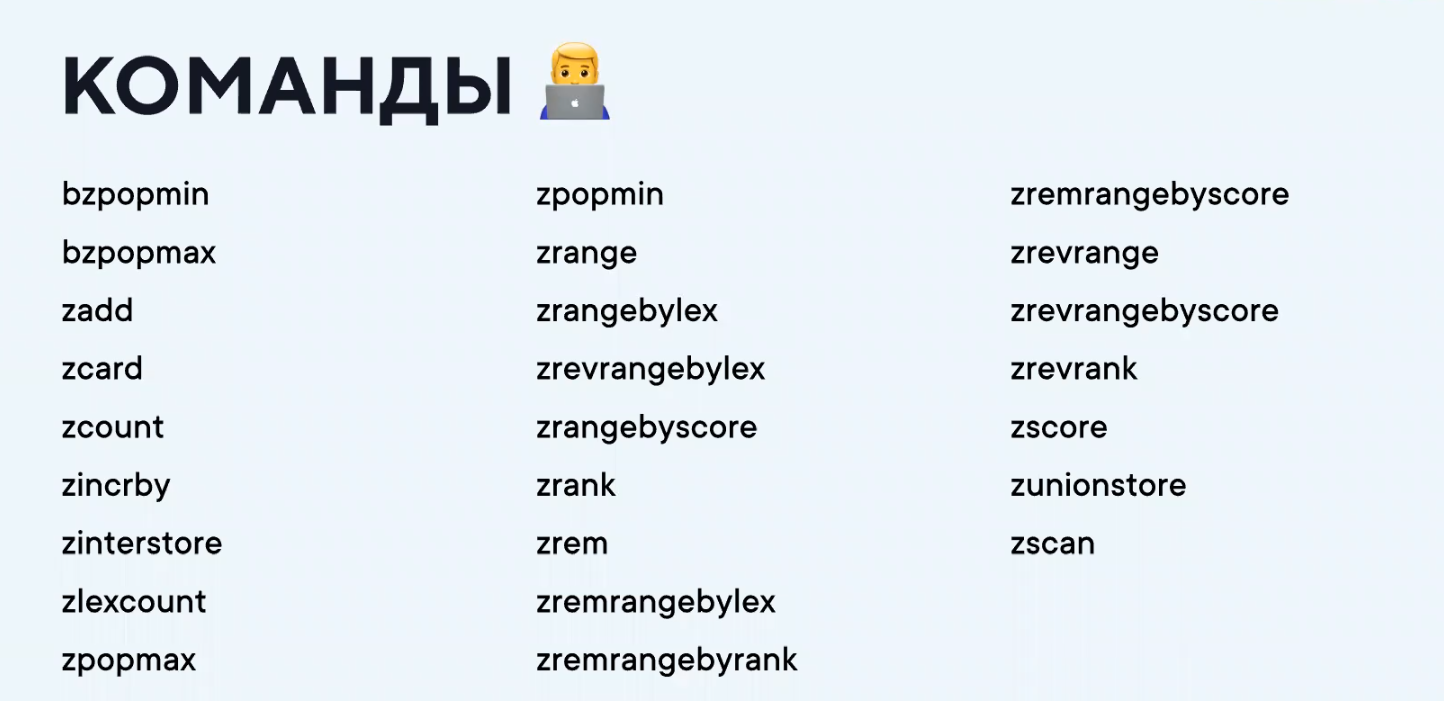 КОМАНДЫ
bzpopmin
bzpopmax
zadd
zcard
zcount
zincrby
zinterstore
zlexcount
zpopmax
zpopmin
zrange
zrangebylex
zrevrangebylex
zrangebyscore
zrank
zrem
zremrangebylex
zremrangebyrank
zremrangebyscore
zrevrange
zrevrangebyscore
zrevrank
zscore
zunionstore
zscan